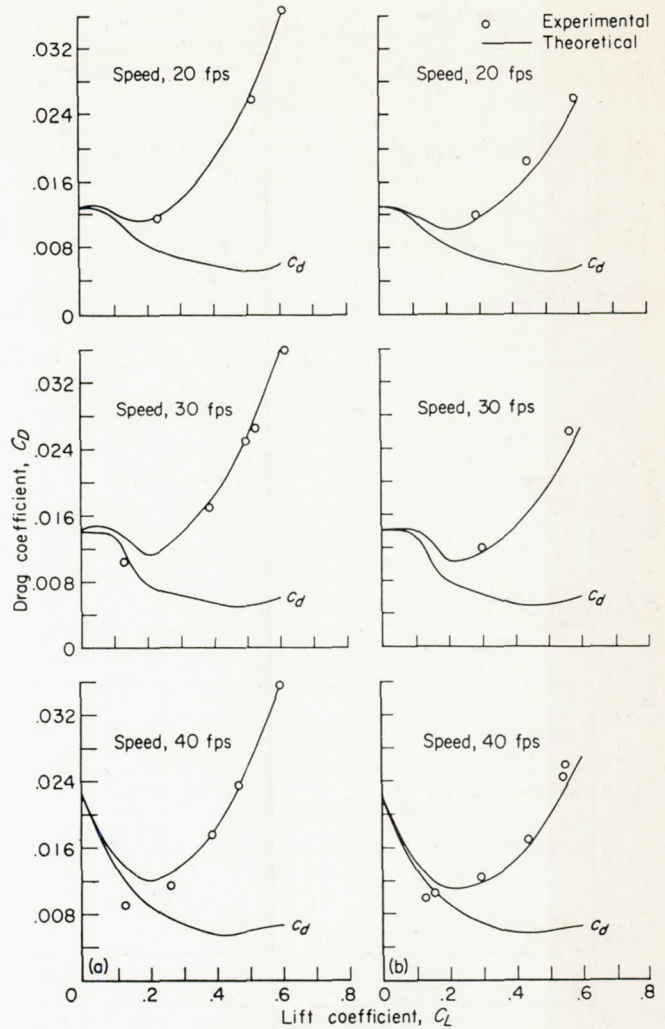 Experimental
Theoretical
.032
.024
.016
.008
0
Speed, 20 fps
c_d
Speed, 20 fps
c_d
.032
.024
.016
.008
0
Speed, 30 fps
c_d
Speed, 30 fps
c_d
.032
.024
.016
.008
Speed, 40 fps
c_d
(a)
Speed, 40 fps
c_d
(b)
0 .2 .4 .6 .8
0 .2 .4 .6 .8
Drag coefficient, C_D
Lift coefficient, C_L